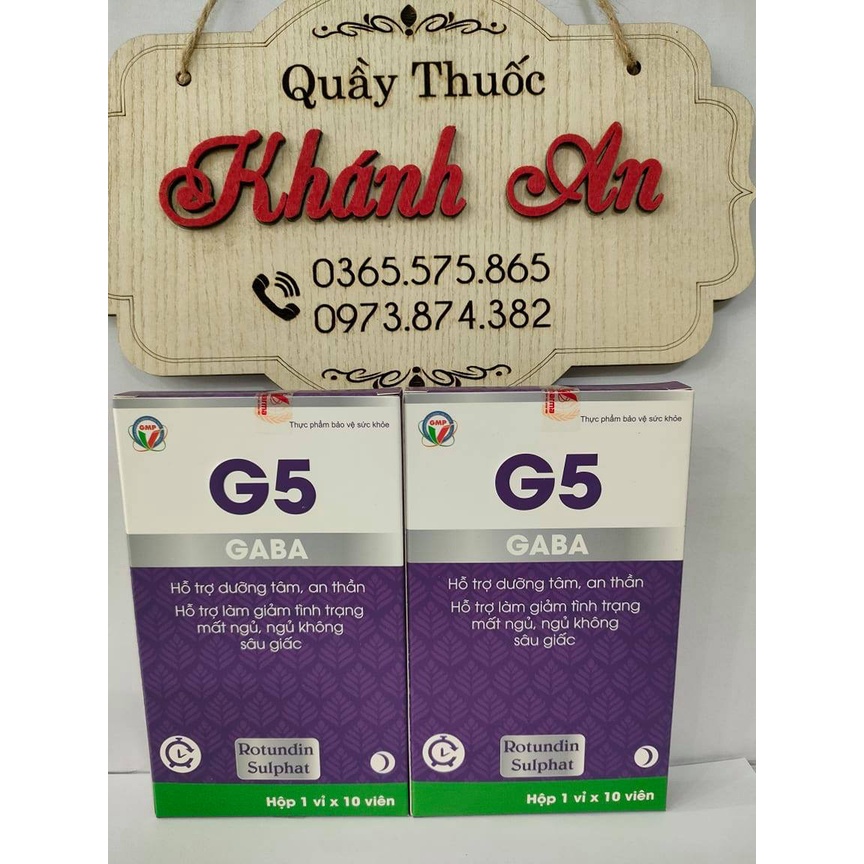 Quầy Thuốc
Khánh An
0365.575.865
0973.874.382
GMP
Thực phẩm bảo vệ sức khỏe
G5
GABA
Hỗ trợ dưỡng tâm, an thần
Hỗ trợ làm giảm tình trạng
mất ngủ, ngủ không
sâu giấc
Rotundin
Sulphat
Hộp 1 vỉ x 10 viên
GMP
Thực phẩm bảo vệ sức khỏe
G5
GABA
Hỗ trợ dưỡng tâm, an thần
Hỗ trợ làm giảm tình trạng
mất ngủ, ngủ không
sâu giấc
Rotundin
Sulphat
Hộp 1 vỉ x 10 viên